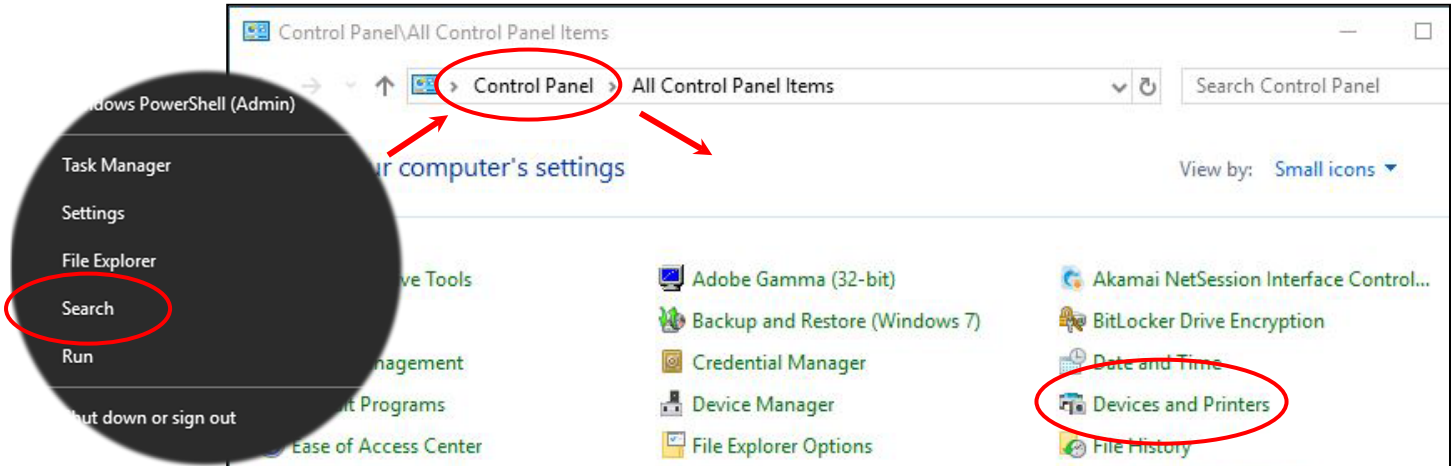 Control Panel\All Control Panel Items
Control Panel > All Control Panel Items
Search Control Panel
PowerShell (Admin)
Task Manager
Settings
File Explorer
Search
Run
down or sign out
computer's settings
View by: Small icons
Tools
Adobe Gamma (32-bit)
Akamai NetSession Interface Control...
Backup and Restore (Windows 7)
BitLocker Drive Encryption
Credential Manager
Date and Time
Programs
Device Manager
Devices and Printers
Ease of Access Center
File Explorer Options
File History